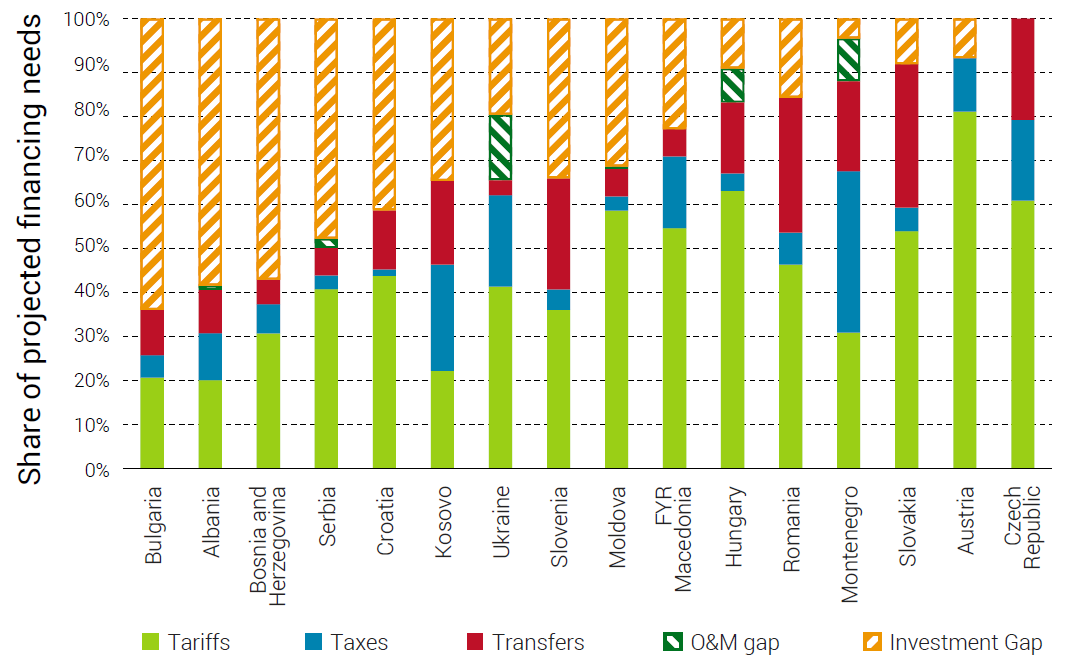 Share of projected financing needs
100%
90%
80%
70%
60%
50%
40%
30%
20%
10%
0%
Bulgaria
Albania
Bosnia and
Herzegovina
Serbia
Croatia
Kosovo
Ukraine
Slovenia
Moldova
FYR
Macedonia
Hungary
Romania
Montenegro
Slovakia
Austria
Czech
Republic
Tariffs
Taxes
Transfers
O&M gap
Investment Gap